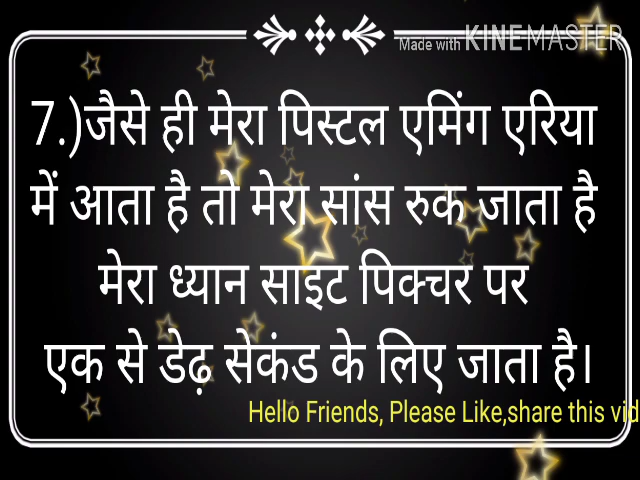 Made with KINEMASTER
7.)जैसे ही मेरा पिस्टल एमिंग एरिया
में आता है तो मेरा सांस रुक जाता है
मेरा ध्यान साइट पिक्चर पर
एक से डेढ़ सेकंड के लिए जाता है।
Hello Friends, Please Like,share this vid